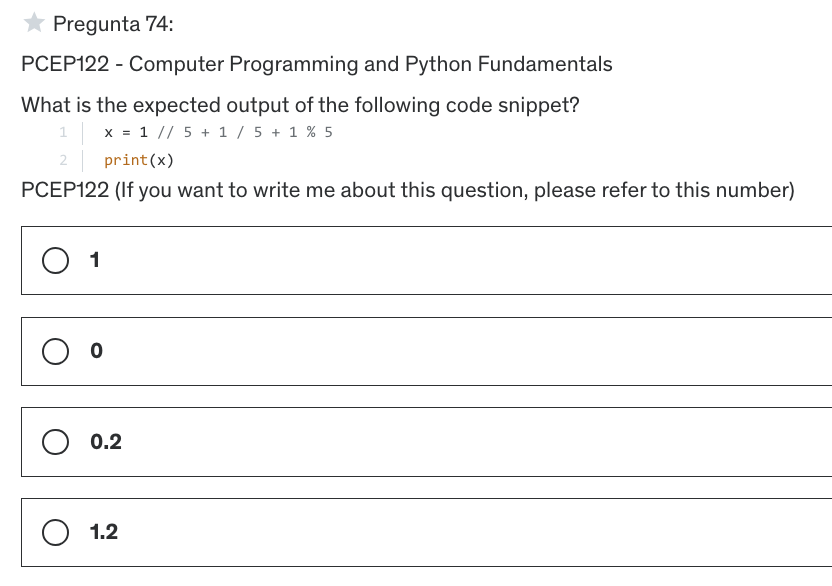 Pregunta 74:
PCEP122 - Computer Programming and Python Fundamentals
What is the expected output of the following code snippet?
1 x = 1 // 5 + 1 / 5 + 1 % 5
2 print(x)
PCEP122 (If you want to write me about this question, please refer to this number)
1
0
0.2
1.2